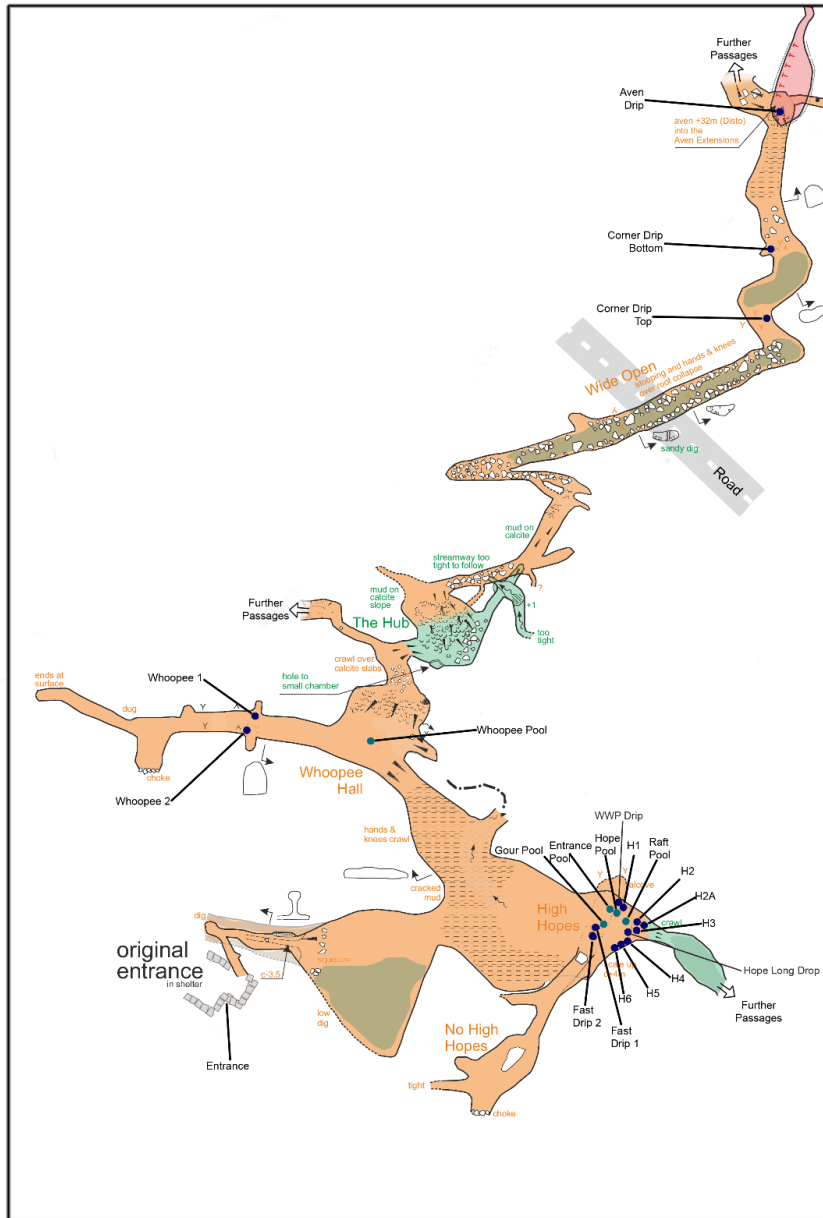 Further
Passages
Aven
Drip
aven +32m (Disto)
into the
Aven Extensions
Corner Drip
Bottom
Corner Drip
Top
Wide Open
stooping and hands & knees
over roof collapse
sandy dig
Road
mud on
calcite
streamway too
tight to follow
mud on
calcite
slope
?
+1
too
tight
Further
Passages
The Hub
crawl over
calcite slabs
hole to
small chamber
ends at
surface
Whoopee 1
dug
Whoopee Pool
choke
Whoopee 2
Whoopee
Hall
hands &
knees crawl
cracked
mud
WWP Drip
Hope
Pool
H1
Raft
Pool
Entrance
Pool
Gour Pool
H2
H2A
H3
alcove
crawl
High
Hopes
Hope Long Drop
H4
H5
H6
Fast
Drip 1
Fast
Drip 2
Further
Passages
dig
original
entrance
in shelter
c-3.5
squeeze
low
dig
Entrance
No High
Hopes
tight
choke